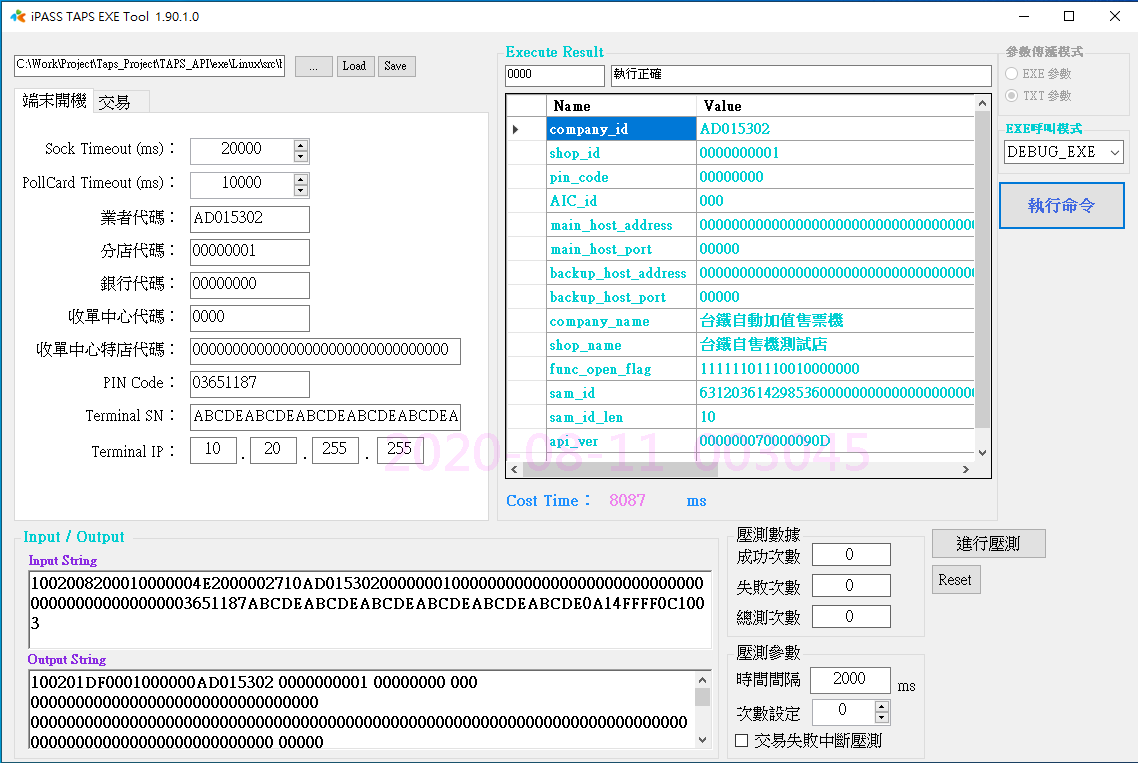 iPASS TAPS EXE Tool 1.90.1.0
C:\Work\Project\Taps_Project\TAPS_API\exe\Linux\src\
...
Load
Save
端末開機
交易
Sock Timeout (ms)：
20000
PollCard Timeout (ms)：
10000
業者代碼：
AD015302
分店代碼：
00000001
銀行代碼：
00000000
收單中心代碼：
0000
收單中心特店代碼：
PIN Code：
03651187
Terminal SN：
ABCDEABCDEABCDEABCDEABCDEA
Terminal IP：
10 . 20 . 255 . 255
Execute Result
0000
執行正確
Name Value
company_id AD015302
shop_id 0000000001
pin_code 00000000
AIC_id 000
main_host_address
main_host_port 00000
backup_host_address
backup_host_port 00000
company_name 台鐵自動加值售票機
shop_name 台鐵自售機測試店
func_open_flag 11111101110010000000
sam_id
sam_id_len 10
api_ver 000000070000090D
2020-08-11 003045
Cost Time： 8087 ms
參數傳遞模式
EXE 參數
TXT 參數
EXE呼叫模式
DEBUG_EXE
執行命令
Input / Output
Input String
03651187ABCDEABCDEABCDEABCDEABCDEABCDE0A14FFFF0C100
3
Output String
100201DF0001000000AD015302 0000000001 00000000 000
00000
壓測數據
成功次數
0
失敗次數
0
總測次數
0
進行壓測
Reset
壓測參數
時間間隔
2000
ms
次數設定
0
交易失敗中斷壓測